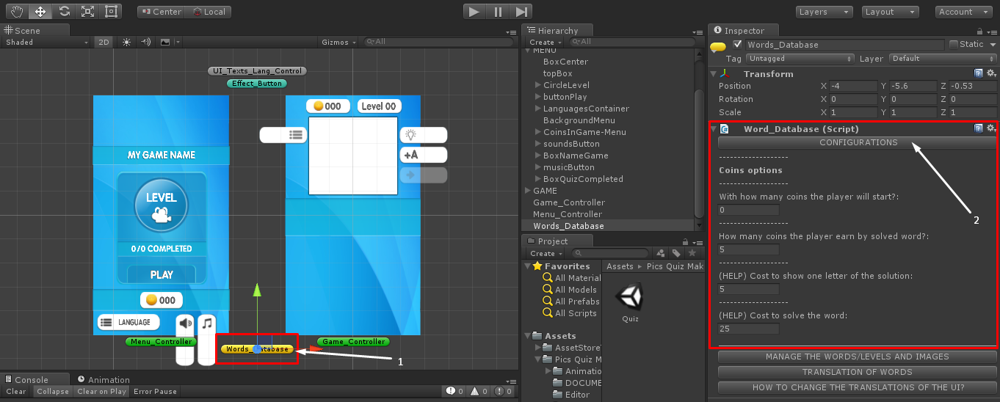 Center
Local
Layers
Layout
Account
Scene
Shaded
2D
Gizmos
All
UI_Texts_Lang_Control
Effect_Button
000
Level 00
+A
MY GAME NAME
LEVEL
0/0 COMPLETED
PLAY
000
LANGUAGE
Menu_Controller
Words_Database
Game_Controller
1
Console
Animation
Clear
Collapse
Clear on Play
Error Pause
0
0
0
Hierarchy
Create
All
MENU
BoxCenter
topBox
CircleLevel
buttonPlay
LanguagesContainer
BackgroundMenu
CoinsInGame-Menu
soundsButton
BoxNameGame
musicButton
BoxQuizCompleted
GAME
Game_Controller
Menu_Controller
Words_Database
Project
Create
Favorites
All Material
All Models
All Prefabs
All Scripts
Assets
AssetStoreT
Pics Quiz M
Animatio
DOCUME
Editor
Assets ▸ Pics Quiz Mak
Quiz
Inspector
Words_Database
Static
Tag Untagged Layer Default
Transform
Position X -4 Y -5.6 Z -0.53
Rotation X 0 Y 0 Z 0
Scale X 1 Y 1 Z 1
Word_Database (Script)
CONFIGURATIONS
-------------------
Coins options
-------------------
With how many coins the player will start?:
0
-------------------
How many coins the player earn by solved word?:
5
-------------------
(HELP) Cost to show one letter of the solution:
5
-------------------
(HELP) Cost to solve the word:
25
2
MANAGE THE WORDS/LEVELS AND IMAGES
TRANSLATION OF WORDS
HOW TO CHANGE THE TRANSLATIONS OF THE UI?